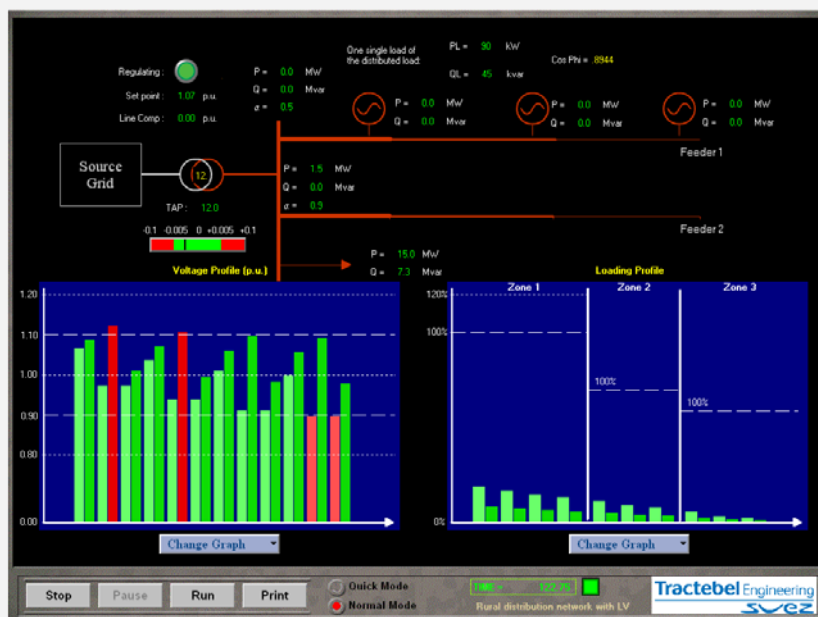 One single load of
the distributed load:
PL = 90 kW
QL = 45 kvar
Cos Phi = .8944
Regulating :
Set point : 1.07 p.u.
Line Comp : 0.00 p.u.
P = 0.0 MW
Q = 0.0 Mvar
α = 0.5
P = 0.0 MW
Q = 0.0 Mvar
P = 0.0 MW
Q = 0.0 Mvar
P = 0.0 MW
Q = 0.0 Mvar
Feeder 1
Source
Grid
12
TAP : 12.0
P = 1.5 MW
Q = 0.0 Mvar
α = 0.9
Feeder 2
-0.1 -0.005 0 +0.005 +0.1
P = 15.0 MW
Q = 7.3 Mvar
Voltage Profile (p.u.)
1.20
1.10
1.00
0.90
0.80
0.00
Change Graph
Loading Profile
Zone 1 Zone 2 Zone 3
120%
100%
100%
100%
0%
Change Graph
Stop Pause Run Print
Quick Mode
Normal Mode
TIME = 122.75
Rural distribution network with LV
Tractebel Engineering
SUEZ